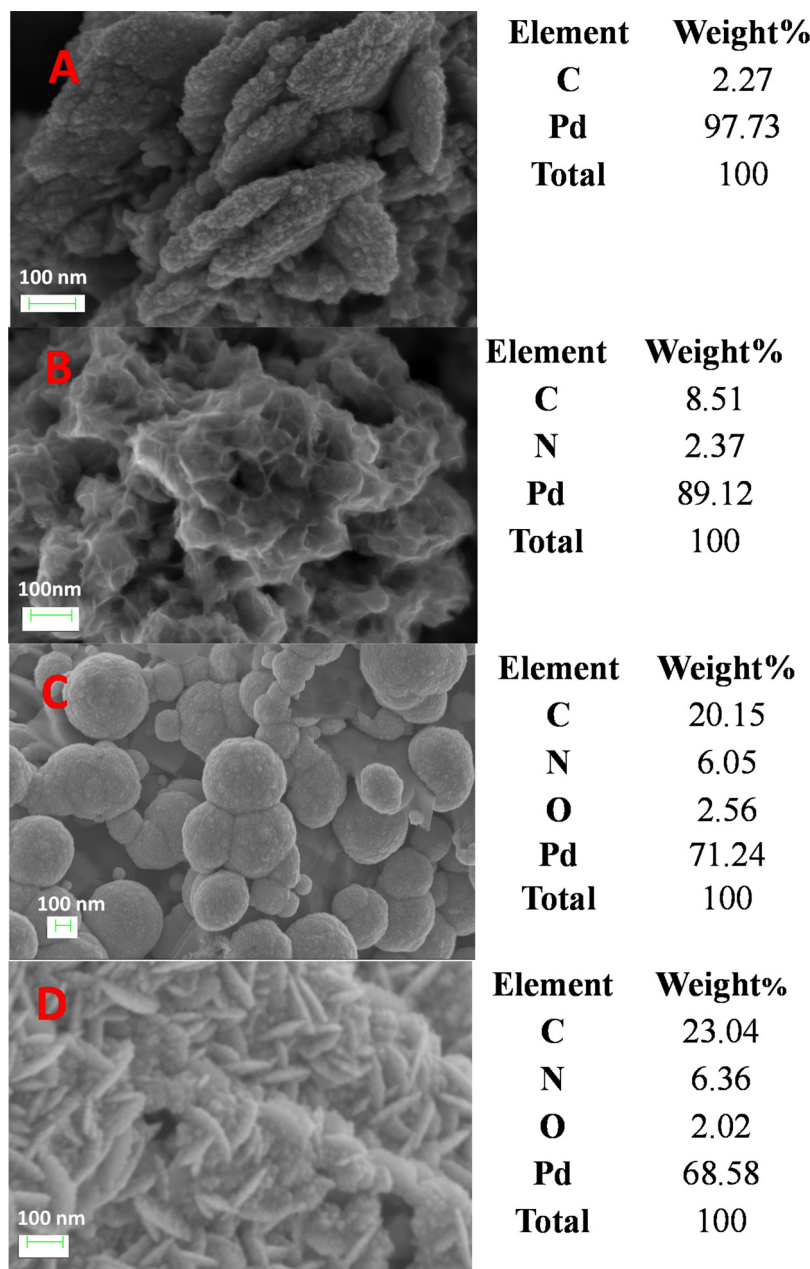 A
100 nm
Element Weight%
C 2.27
Pd 97.73
Total 100
B
100nm
Element Weight%
C 8.51
N 2.37
Pd 89.12
Total 100
C
100 nm
Element Weight%
C 20.15
N 6.05
O 2.56
Pd 71.24
Total 100
D
100 nm
Element Weight%
C 23.04
N 6.36
O 2.02
Pd 68.58
Total 100